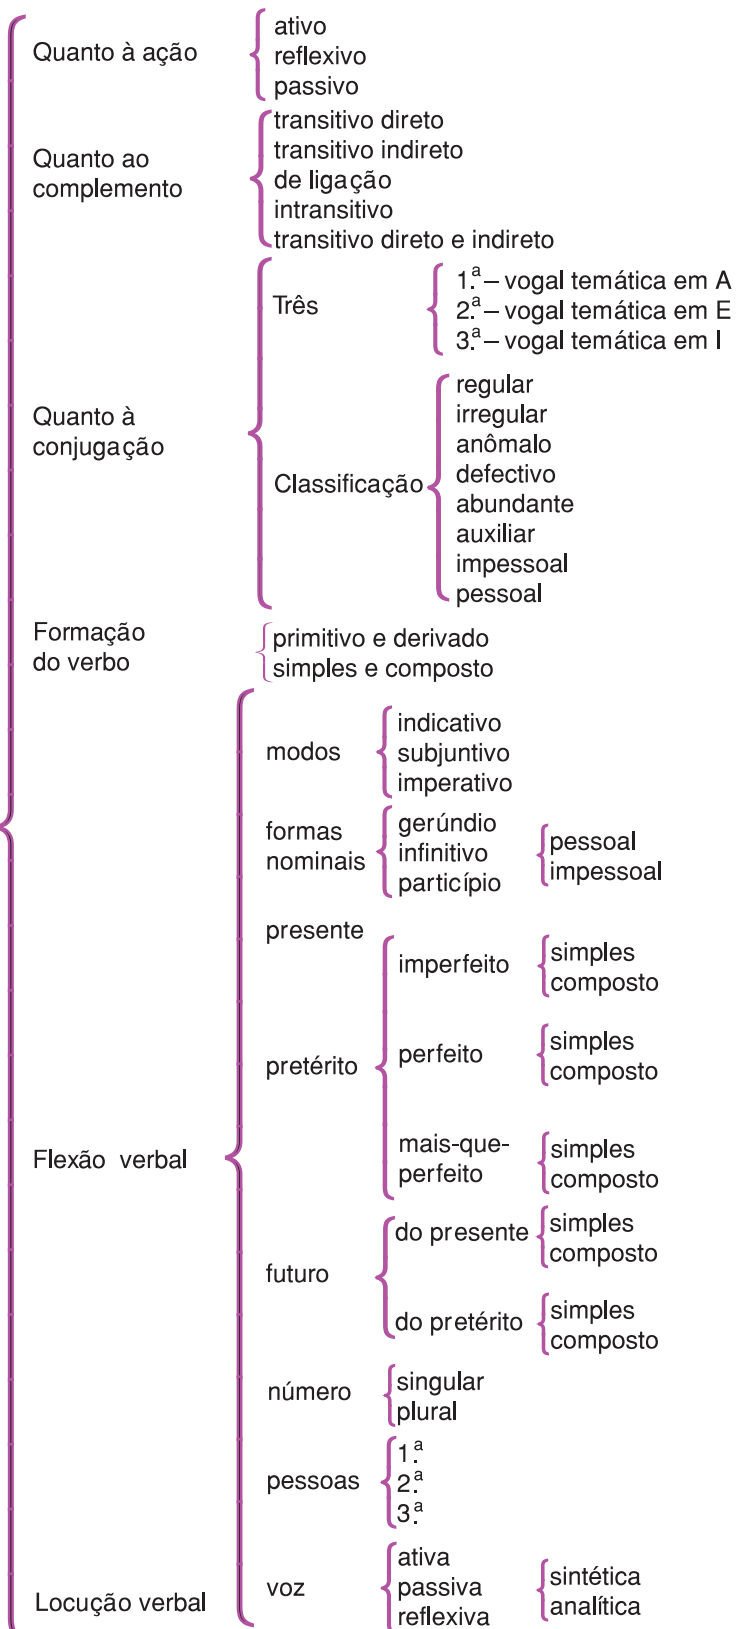 Quanto à ação
ativo
reflexivo
passivo
Quanto ao
complemento
transitivo direto
transitivo indireto
de ligação
intransitivo
transitivo direto e indireto
Quanto à
conjugação
Três
1.ª – vogal temática em A
2.ª – vogal temática em E
3.ª – vogal temática em I
Classificação
regular
irregular
anômalo
defectivo
abundante
auxiliar
impessoal
pessoal
Formação
do verbo
primitivo e derivado
simples e composto
Flexão verbal
modos
indicativo
subjuntivo
imperativo
formas
nominais
gerúndio
infinitivo
particípio
pessoal
impessoal
presente
pretérito
imperfeito
simples
composto
perfeito
simples
composto
mais-que-
perfeito
simples
composto
futuro
do presente
simples
composto
do pretérito
simples
composto
número
singular
plural
pessoas
1.ª
2.ª
3.ª
voz
ativa
passiva
reflexiva
sintética
analítica
Locução verbal